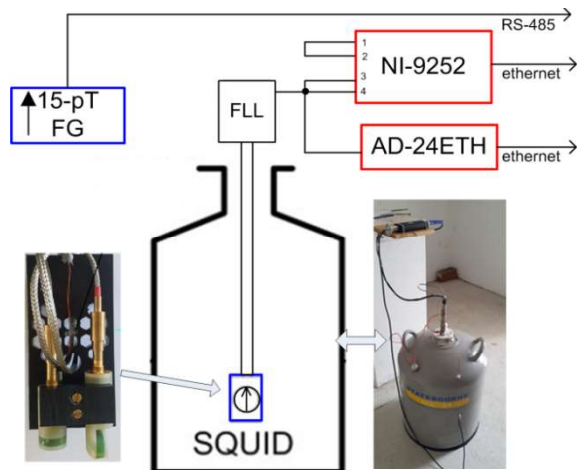 RS-485
15-pT
FG
FLL
1
2
3
4
NI-9252
ethernet
AD-24ETH
ethernet
SQUID